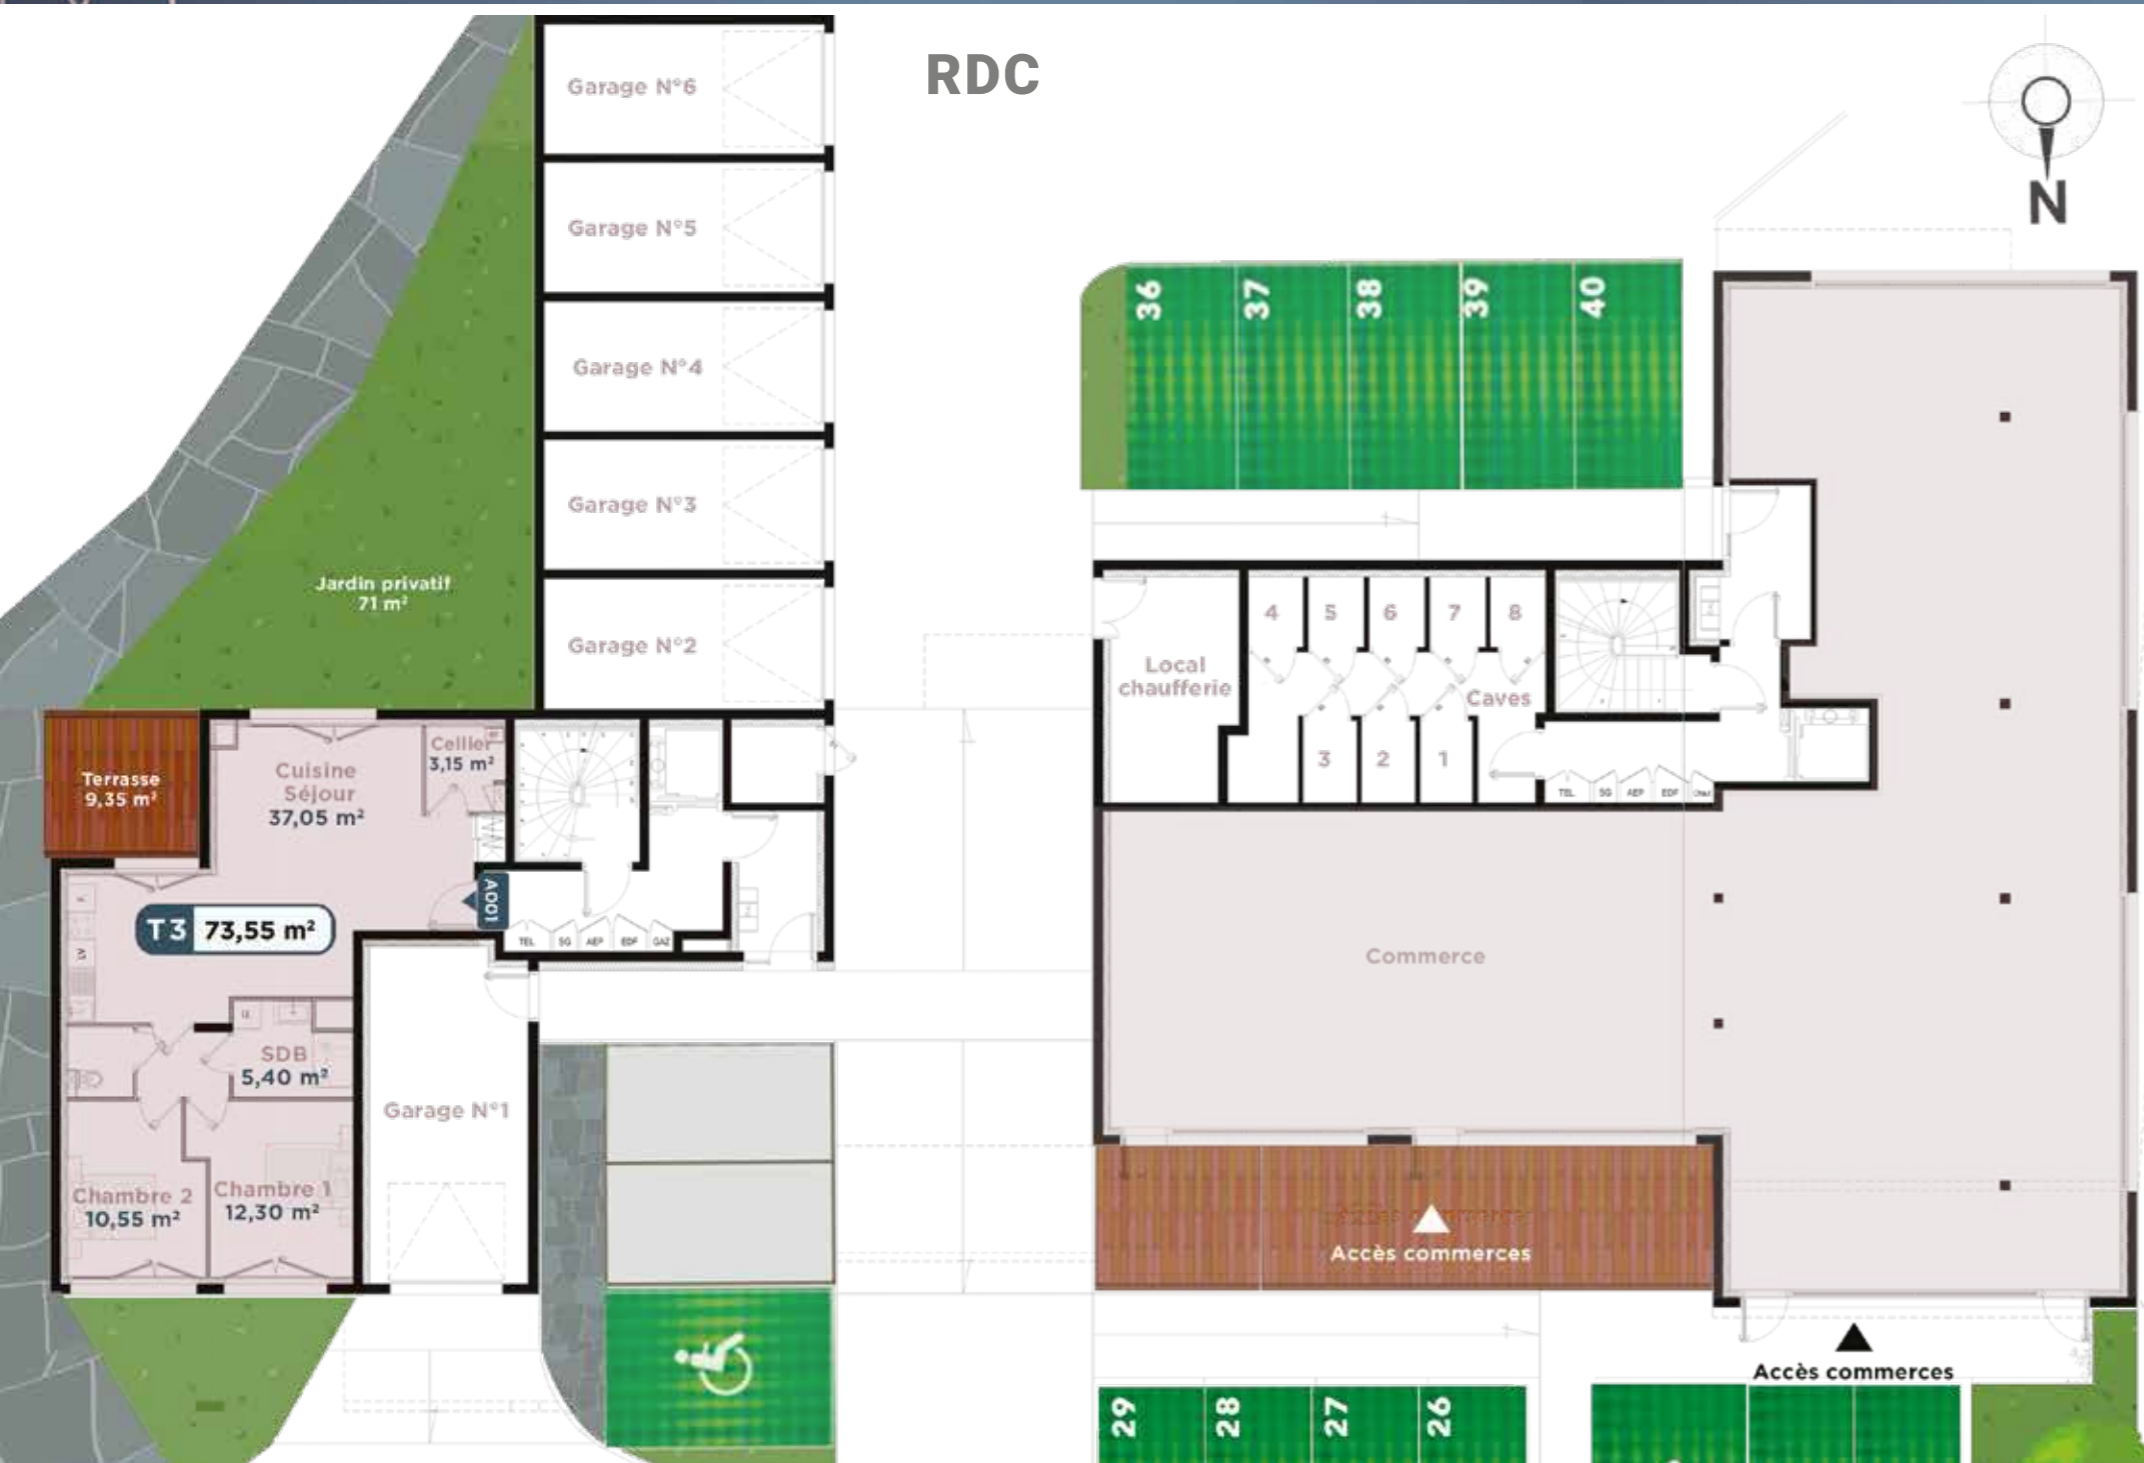 RDC
N
Garage N°6
Garage N°5
Garage N°4
Garage N°3
Garage N°2
Jardin privatif
71 m²
Terrasse
9,35 m²
Cuisine
Séjour
37,05 m²
Cellier
3,15 m²
A001
T3 73,55 m²
TEL SG AEP EDF GAZ
SDB
5,40 m²
Garage N°1
Chambre 2
10,55 m²
Chambre 1
12,30 m²
36 37 38 39 40
Local
chaufferie
4 5 6 7 8
Caves
3 2 1
TEL SG AEP EDF
Commerce
Accès commerces
Accès commerces
29 28 27 26